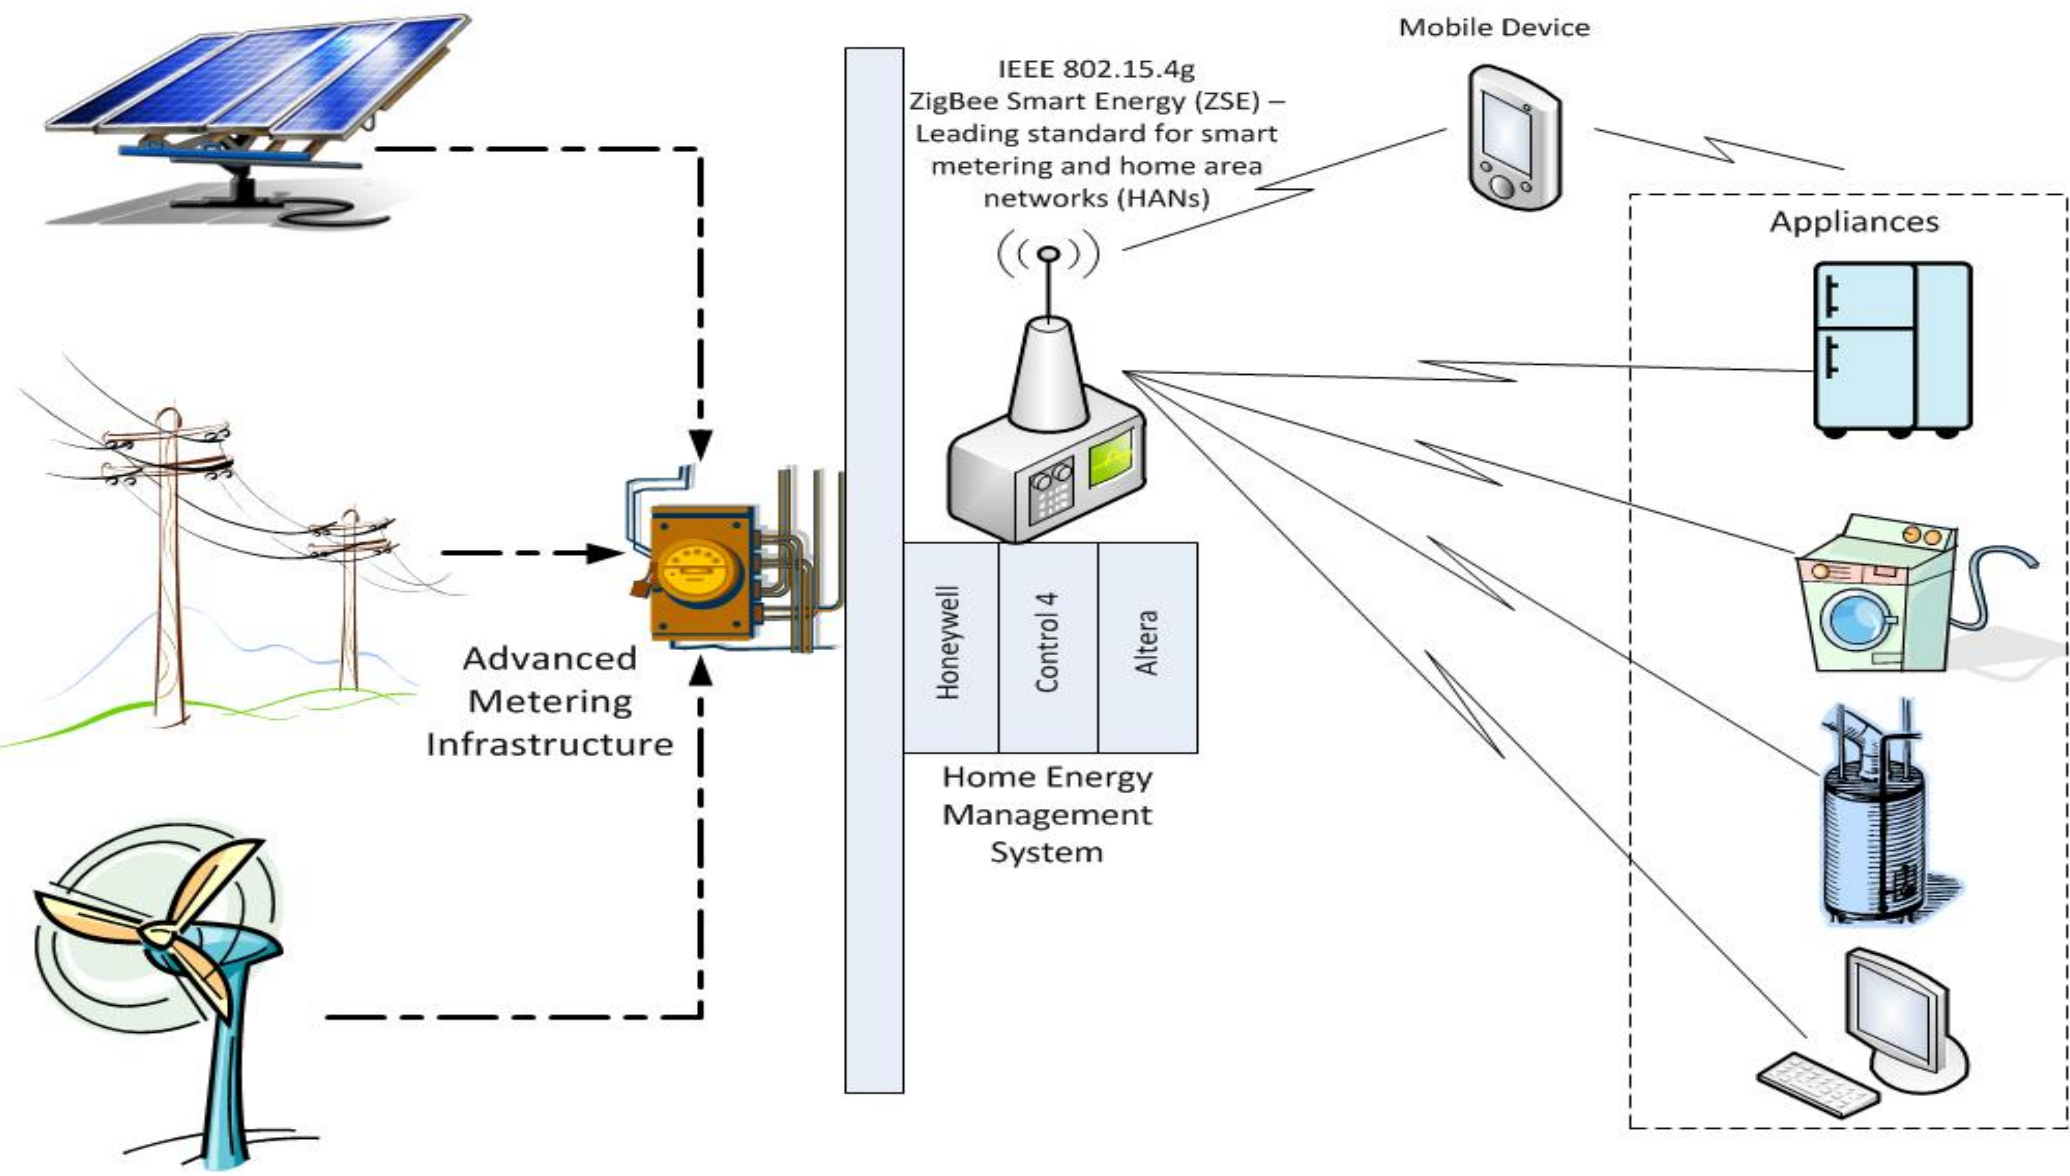 Mobile Device
IEEE 802.15.4g
ZigBee Smart Energy (ZSE) –
Leading standard for smart
metering and home area
networks (HANs)
Appliances
Advanced
Metering
Infrastructure
Honeywell
Control 4
Altera
Home Energy
Management
System